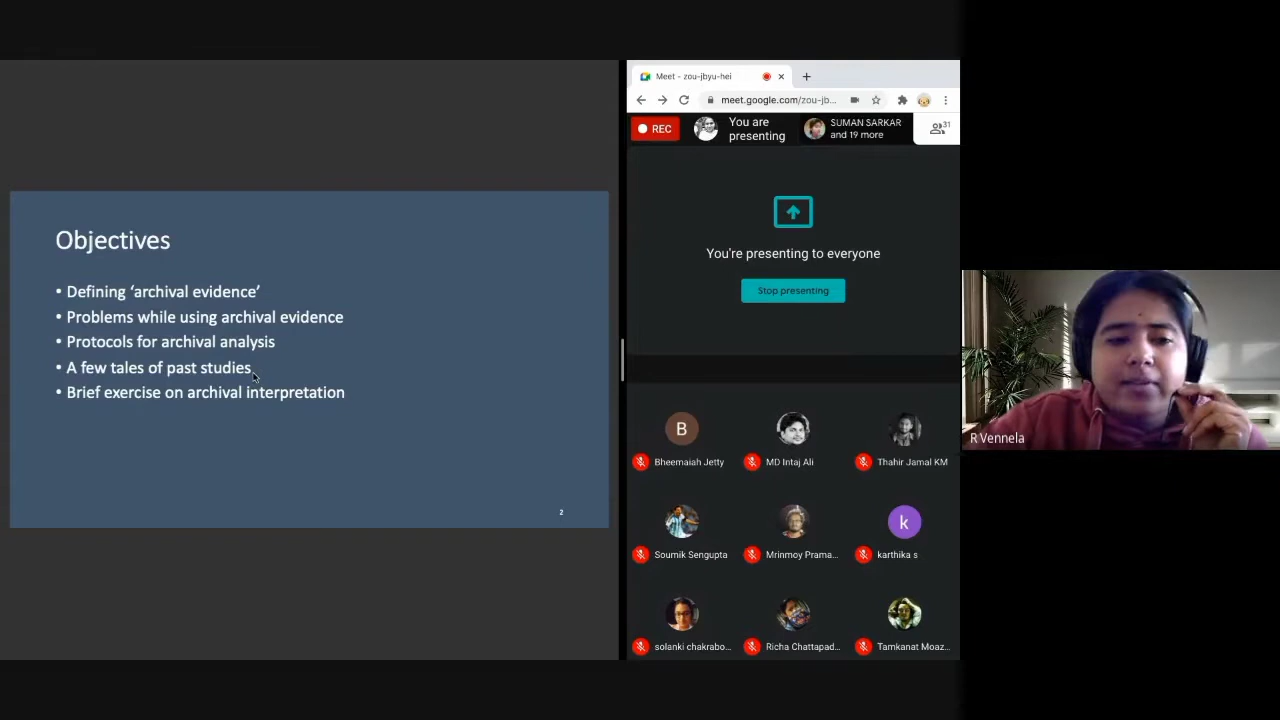 Objectives
• Defining ‘archival evidence’
• Problems while using archival evidence
• Protocols for archival analysis
• A few tales of past studies
• Brief exercise on archival interpretation
2
Meet - zou-jbyu-hei
meet.google.com/zou-jb...
REC
You are
presenting
SUMAN SARKAR
and 19 more
31
You're presenting to everyone
Stop presenting
B
Bheemaiah Jetty
MD Intaj Ali
Thahir Jamal KM
Soumik Sengupta
Mrinmoy Prama...
k
karthika s
solanki chakrabo...
Richa Chattapad...
Tamkanat Moaz...
R Vennela